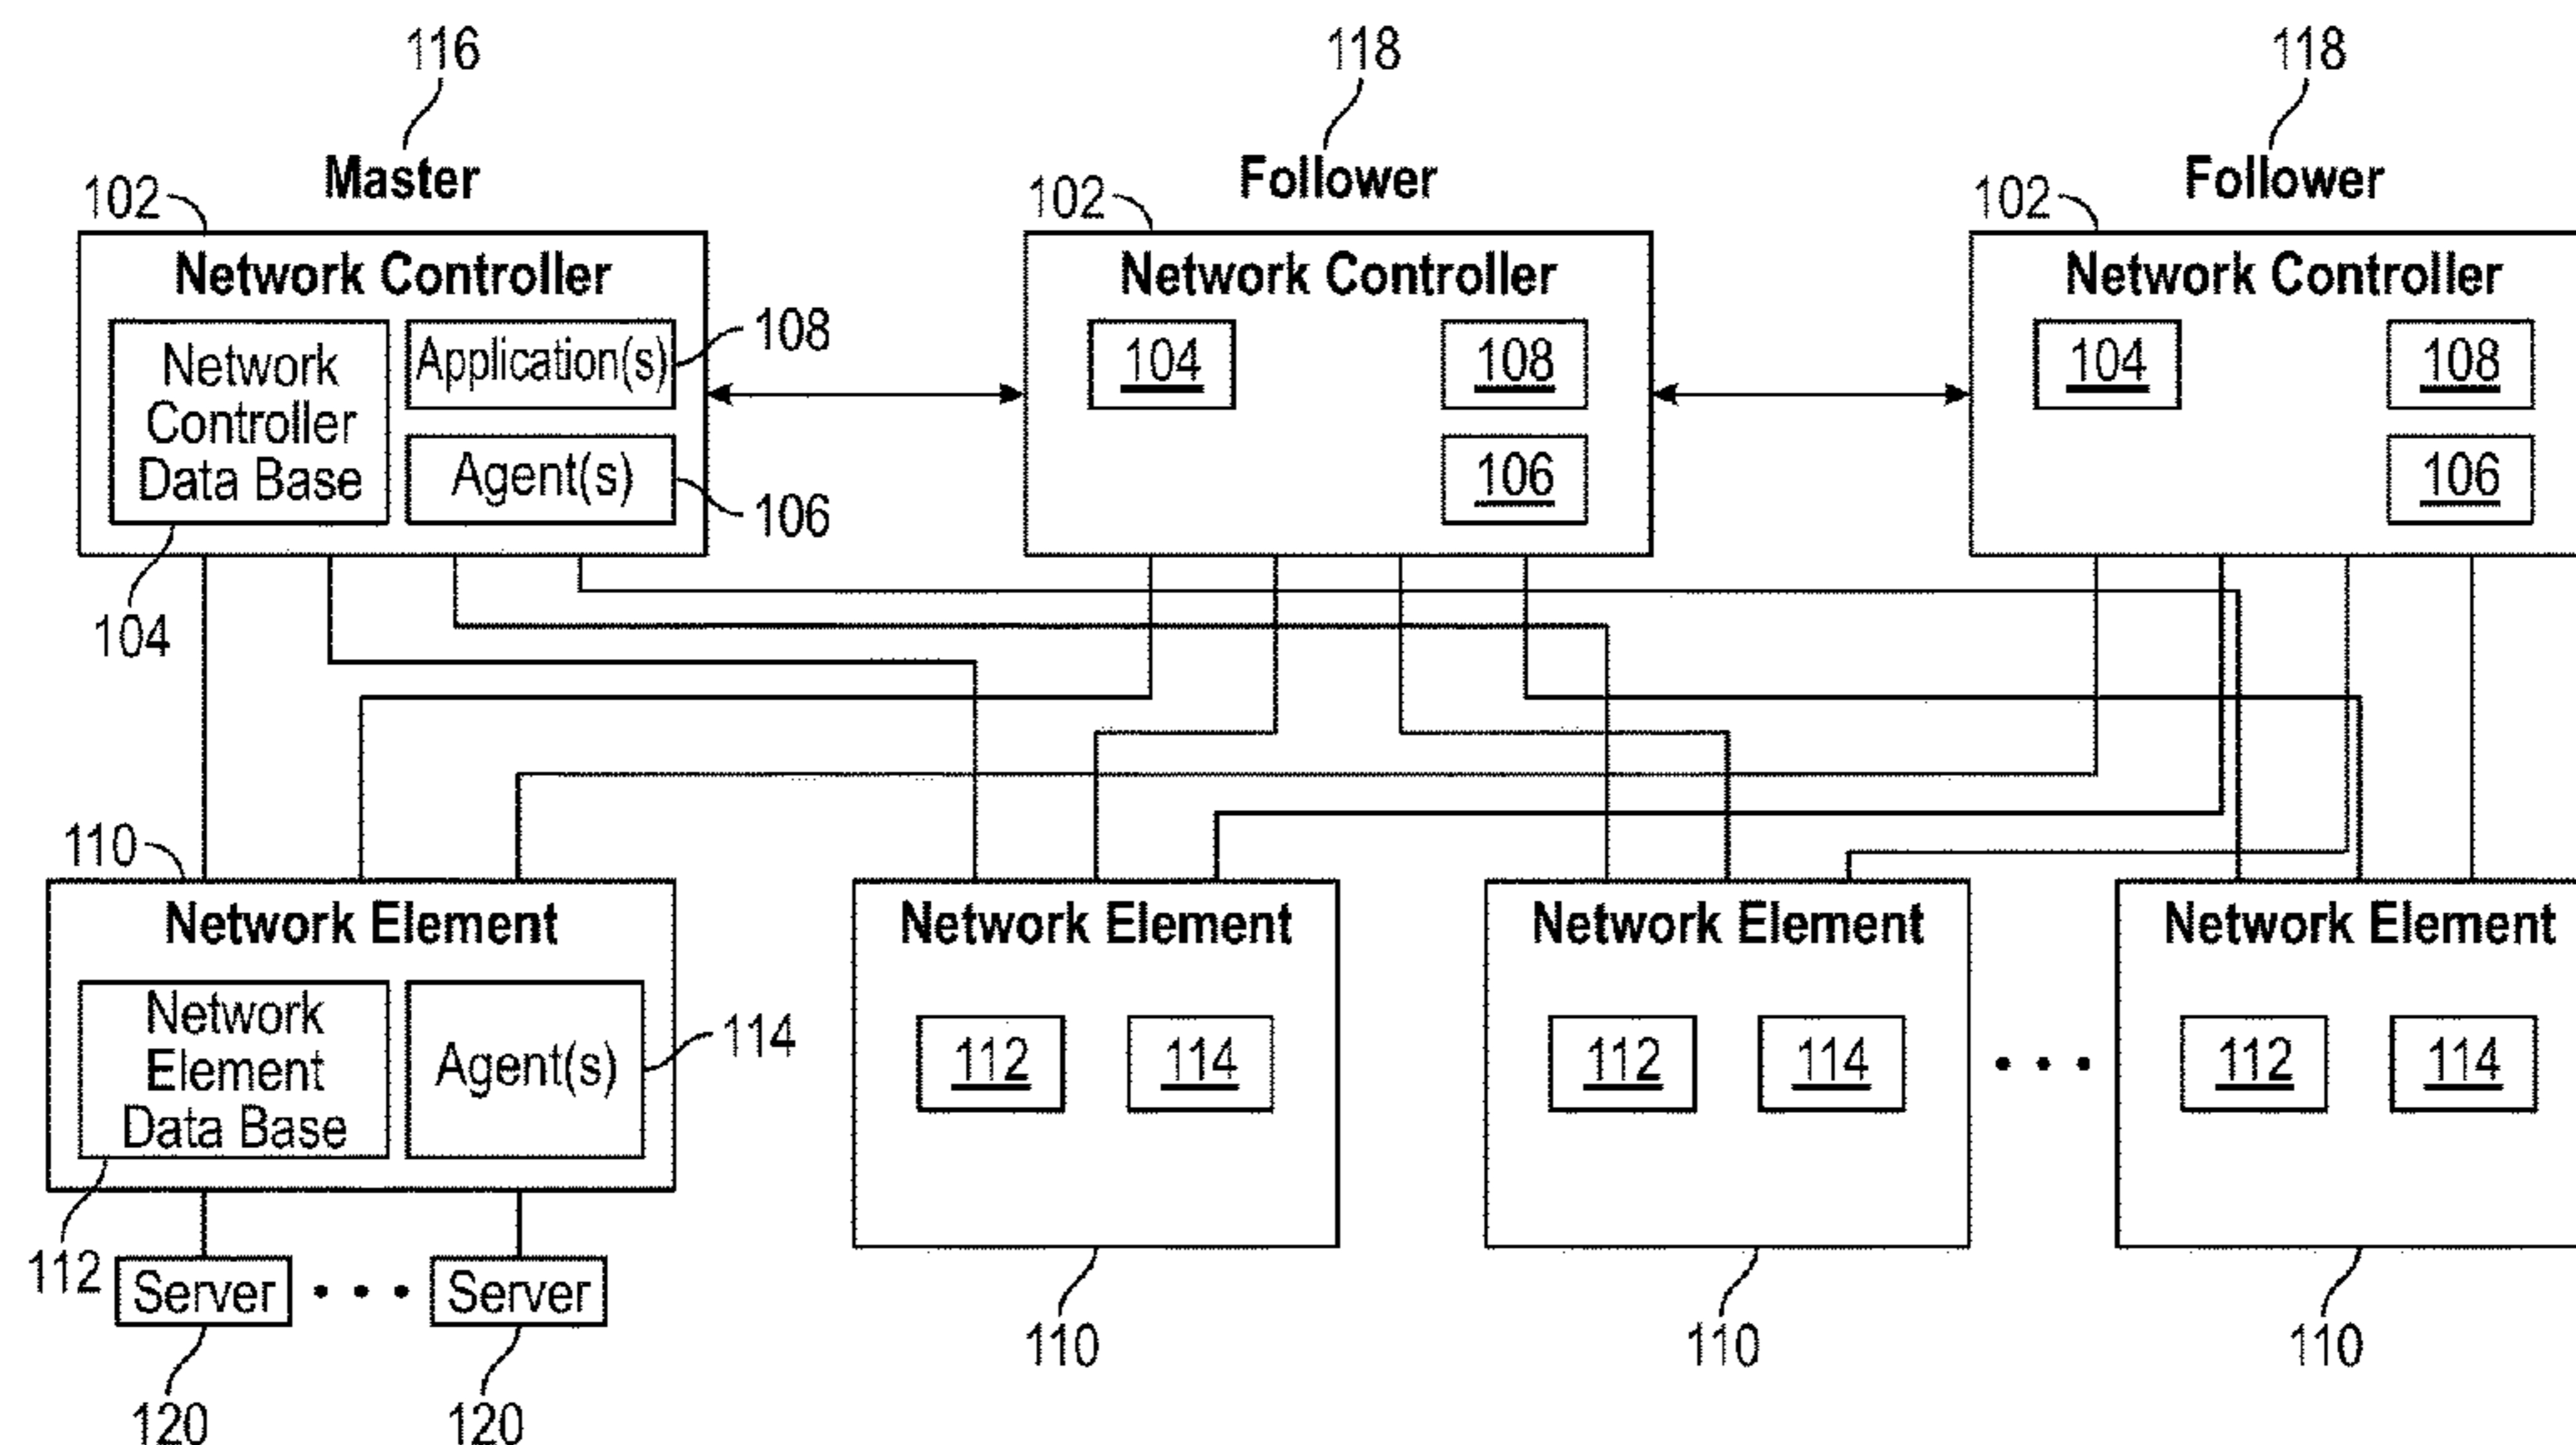 116
118
118
Master
Follower
Follower
102
102
102
Network Controller
Network Controller
Network Controller
Network
Controller
Data Base
Application(s)
108
Agent(s)
106
104
104
108
106
104
108
106
110
Network Element
Network Element
Network Element
Network Element
Network
Element
Data Base
Agent(s)
114
112
112
114
112
114
• • •
112
114
Server
• • •
Server
110
110
110
120
120